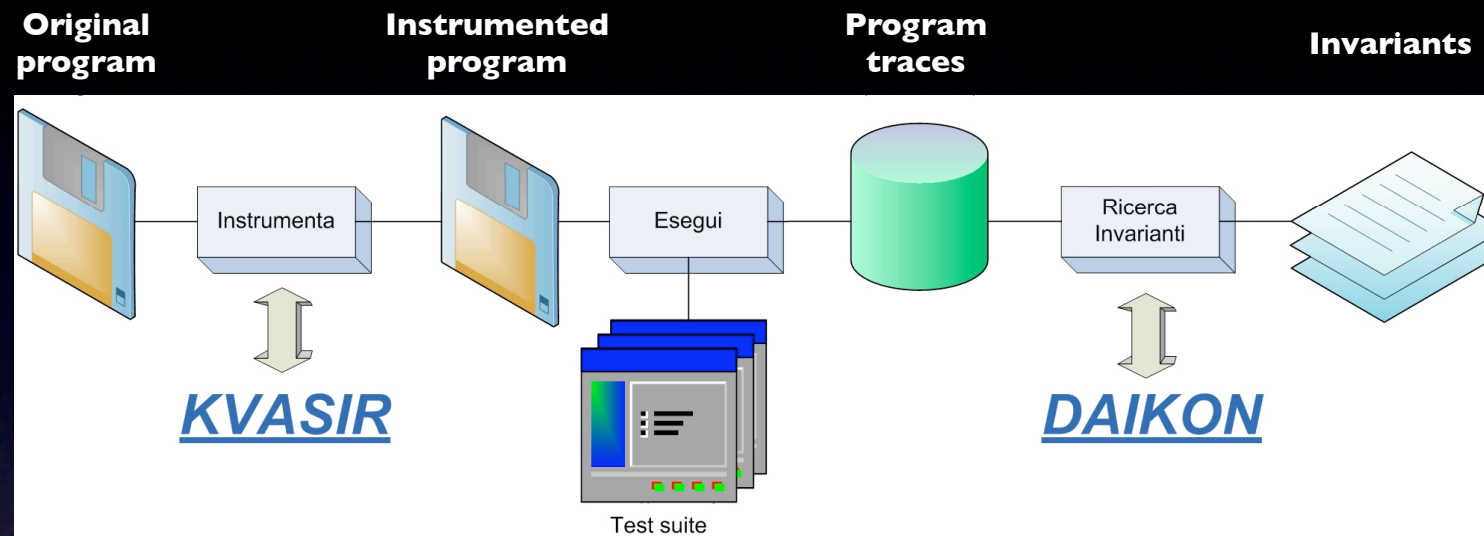 Original
program
Instrumented
program
Program
traces
Invariants
Instrumenta
Esegui
Ricerca
Invarianti
KVASIR
DAIKON
Test suite